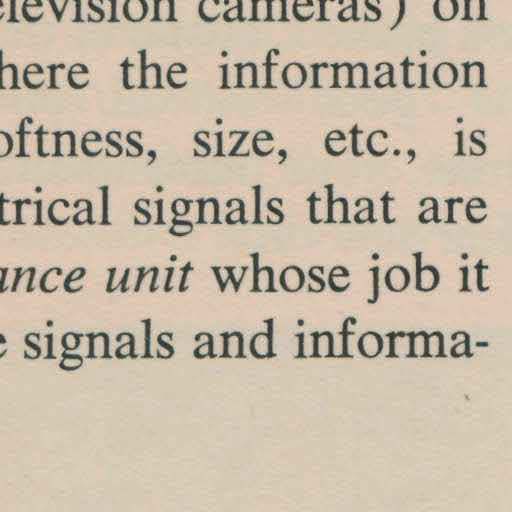 elevision cameras) on
here the information
oftness, size, etc., is
trical signals that are
ance unit whose job it
e signals and informa-